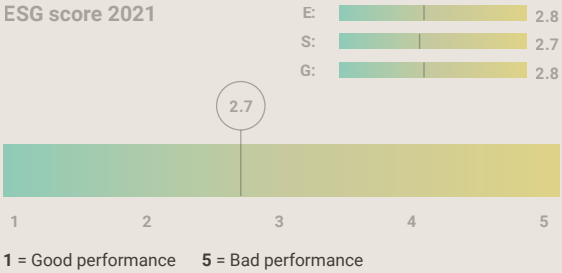 ESG score 2021
E: 2.8
S: 2.7
G: 2.8
2.7
1 2 3 4 5
1 = Good performance 5 = Bad performance